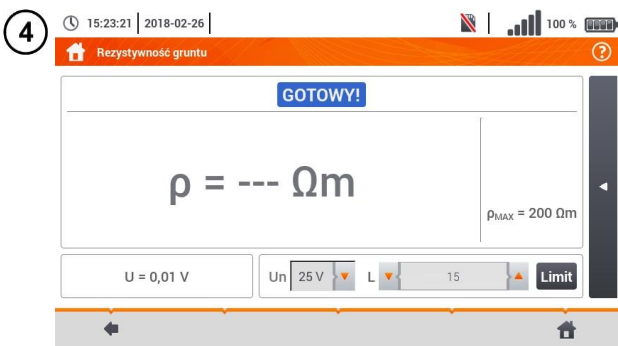 4
15:23:21 2018-02-26 100 %
Rezystywność gruntu ?
GOTOWY!
ρ = --- Ωm
ρMAX = 200 Ωm
U = 0,01 V Un 25 V L 15 Limit